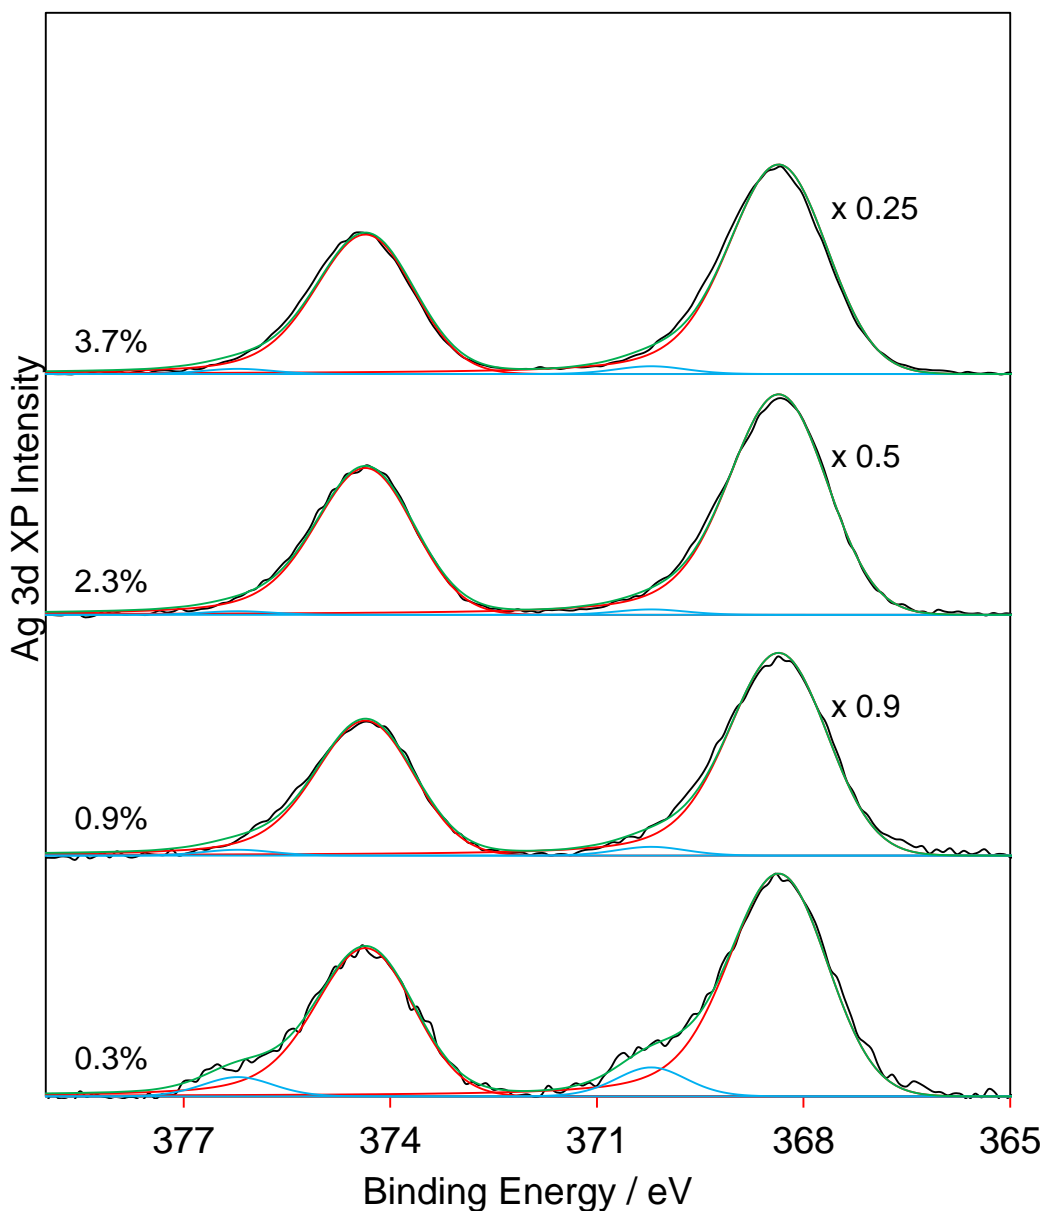 x 0.25
3.7%
Ag 3d XP Intensity
x 0.5
2.3%
x 0.9
0.9%
0.3%
377 374 371 368 365
Binding Energy / eV